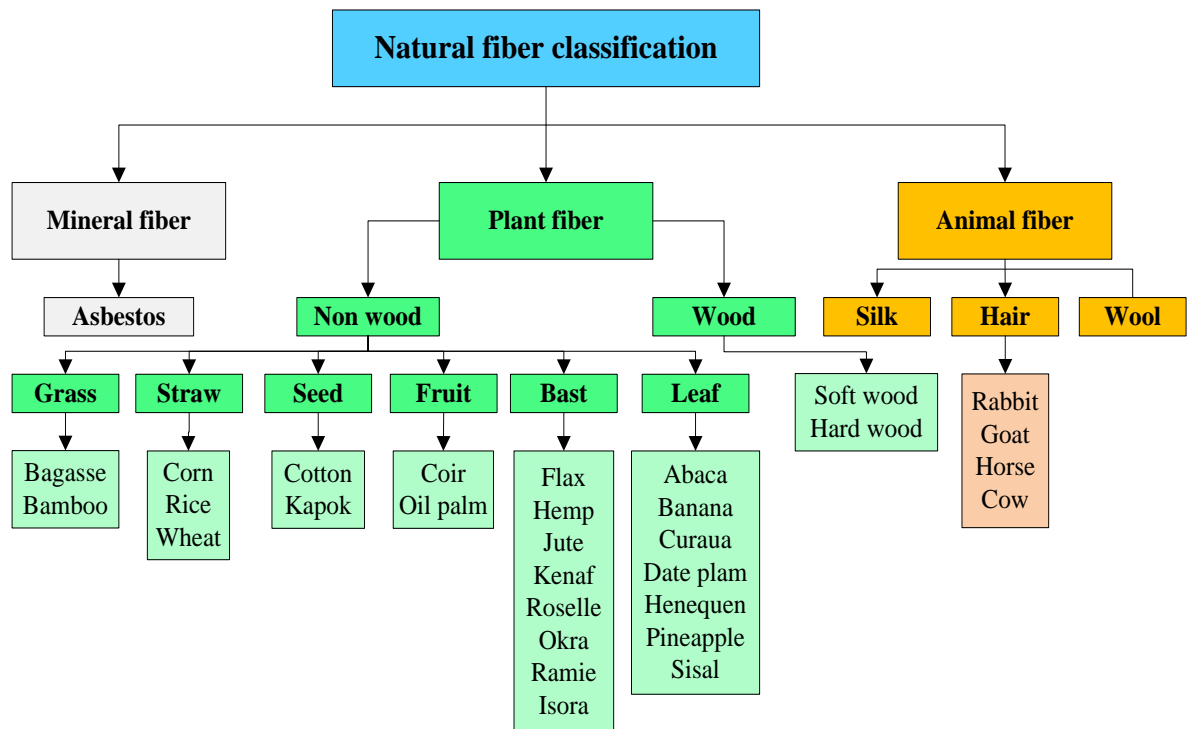 Natural fiber classification
Mineral fiber
Plant fiber
Animal fiber
Asbestos
Non wood
Wood
Silk
Hair
Wool
Grass
Straw
Seed
Fruit
Bast
Leaf
Soft wood
Hard wood
Rabbit
Goat
Horse
Cow
Bagasse
Bamboo
Corn
Rice
Wheat
Cotton
Kapok
Coir
Oil palm
Flax
Hemp
Jute
Kenaf
Roselle
Okra
Ramie
Isora
Abaca
Banana
Curaua
Date plam
Henequen
Pineapple
Sisal